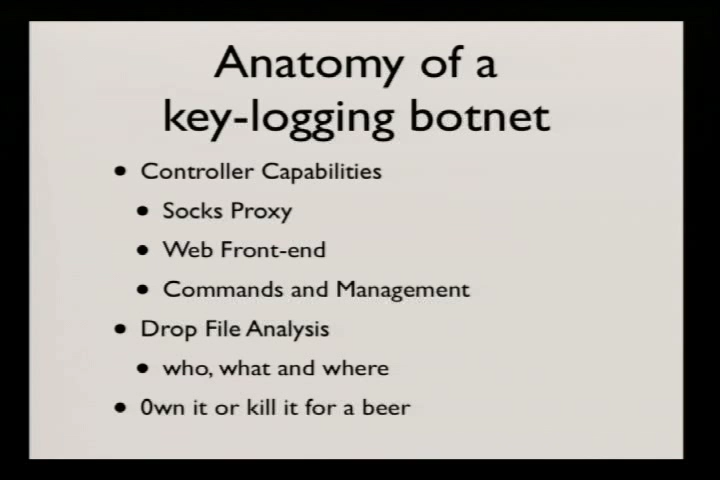 Anatomy of a
key-logging botnet
• Controller Capabilities
• Socks Proxy
• Web Front-end
• Commands and Management
• Drop File Analysis
• who, what and where
• 0wn it or kill it for a beer